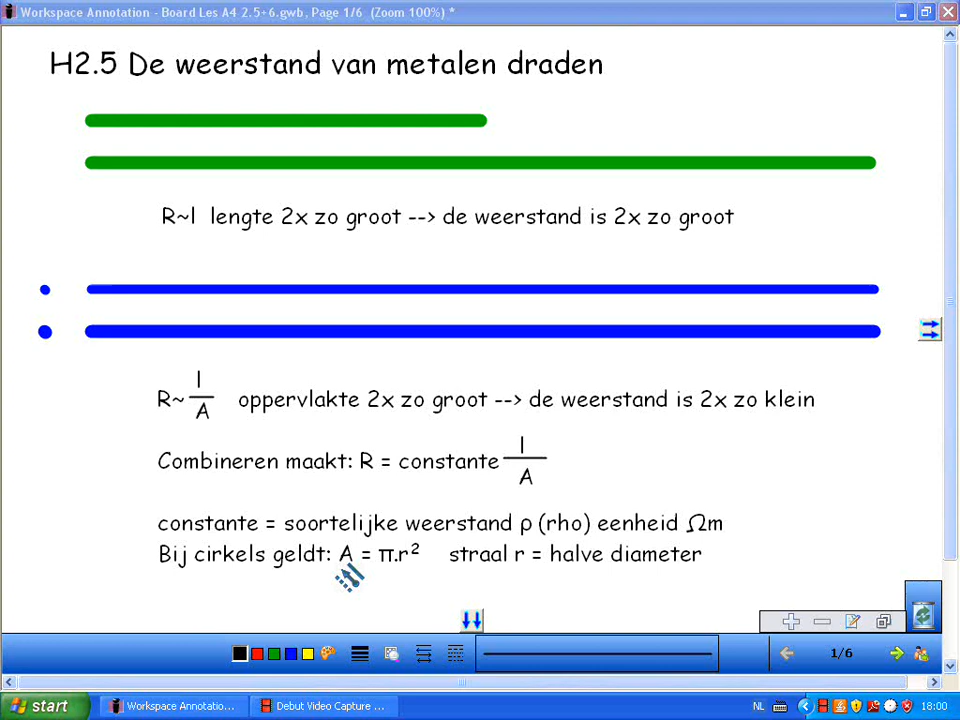 Workspace Annotation - Board Les A4 2.5+6.gwb, Page 1/6 (Zoom 100%) *
H2.5 De weerstand van metalen draden
R~l lengte 2x zo groot --> de weerstand is 2x zo groot
R~ l/A oppervlakte 2x zo groot --> de weerstand is 2x zo klein
Combineren maakt: R = constante l/A
constante = soortelijke weerstand ρ (rho) eenheid Ωm
Bij cirkels geldt: A = π.r² straal r = halve diameter
1/6
start
Workspace Annotatio...
Debut Video Capture ...
NL
18:00